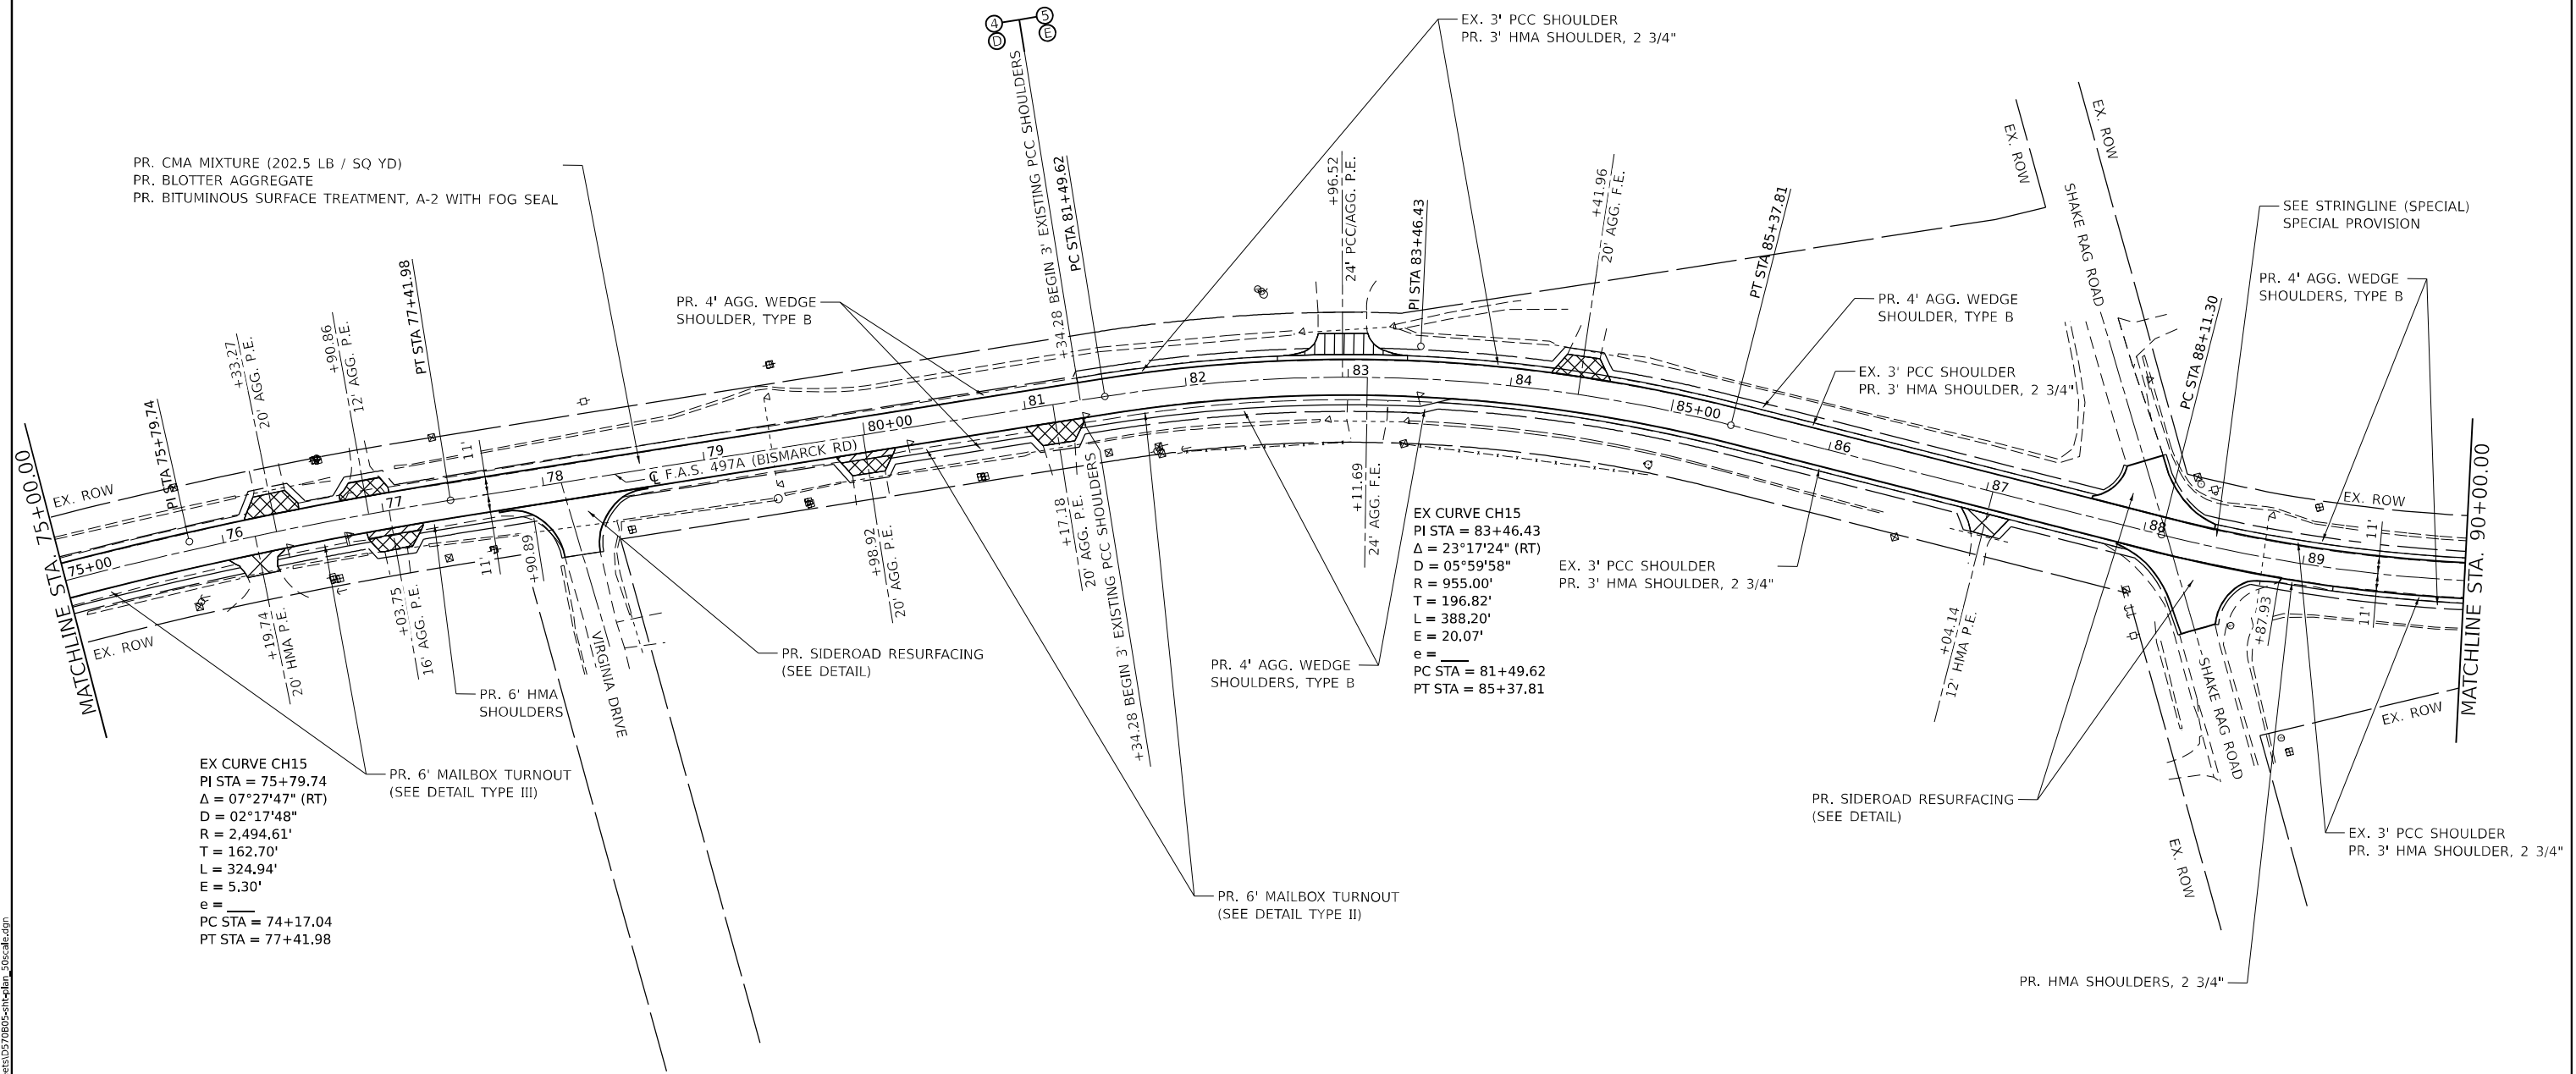 4
5
D
E
EX. 3' PCC SHOULDER
PR. 3' HMA SHOULDER, 2 3/4"
PR. CMA MIXTURE (202.5 LB / SQ YD)
PR. BLOTTER AGGREGATE
PR. BITUMINOUS SURFACE TREATMENT, A-2 WITH FOG SEAL
+34.28 BEGIN 3' EXISTING PCC SHOULDERS
PC STA 81+49.62
+96.52
24' PCC/AGG. P.E.
PI STA 83+46.43
+41.96
20' AGG. F.E.
PT STA 85+37.81
EX. ROW
EX. ROW
SHAKE RAG ROAD
SEE STRINGLINE (SPECIAL)
SPECIAL PROVISION
PR. 4' AGG. WEDGE
SHOULDERS, TYPE B
PC STA 88+11.30
PR. 4' AGG. WEDGE
SHOULDER, TYPE B
EX. 3' PCC SHOULDER
PR. 3' HMA SHOULDER, 2 3/4"
PR. 4' AGG. WEDGE
SHOULDER, TYPE B
PT STA 77+41.98
+90.86
12' AGG. P.E.
+33.27
20' AGG. P.E.
PI STA 75+79.74
MATCHLINE STA. 75+00.00
EX. ROW
75+00
76
77
78
79
80+00
81
82
83
84
85+00
86
87
88
89
11'
11'
℄ F.A.S. 497A (BISMARCK RD)
EX. ROW
11'
11'
MATCHLINE STA. 90+00.00
EX. ROW
+19.74
20' HMA P.E.
+03.75
16' AGG. P.E.
+90.89
VIRGINIA DRIVE
+98.92
20' AGG. P.E.
+17.18
20' AGG. P.E.
+34.28 BEGIN 3' EXISTING PCC SHOULDERS
+11.69
24' AGG. F.E.
+04.14
12' HMA P.E.
+87.93
SHAKE RAG ROAD
EX. ROW
EX. ROW
PR. SIDEROAD RESURFACING
(SEE DETAIL)
PR. 6' HMA
SHOULDERS
PR. 6' MAILBOX TURNOUT
(SEE DETAIL TYPE III)
EX CURVE CH15
PI STA = 75+79.74
Δ = 07°27'47" (RT)
D = 02°17'48"
R = 2,494.61'
T = 162.70'
L = 324.94'
E = 5.30'
e = ____
PC STA = 74+17.04
PT STA = 77+41.98
PR. 4' AGG. WEDGE
SHOULDERS, TYPE B
EX CURVE CH15
PI STA = 83+46.43
Δ = 23°17'24" (RT)
D = 05°59'58"
R = 955.00'
T = 196.82'
L = 388.20'
E = 20.07'
e = ____
PC STA = 81+49.62
PT STA = 85+37.81
EX. 3' PCC SHOULDER
PR. 3' HMA SHOULDER, 2 3/4"
PR. 6' MAILBOX TURNOUT
(SEE DETAIL TYPE II)
PR. SIDEROAD RESURFACING
(SEE DETAIL)
EX. 3' PCC SHOULDER
PR. 3' HMA SHOULDER, 2 3/4"
PR. HMA SHOULDERS, 2 3/4"
ets\D570B05-sht-plan_50scale.dgn